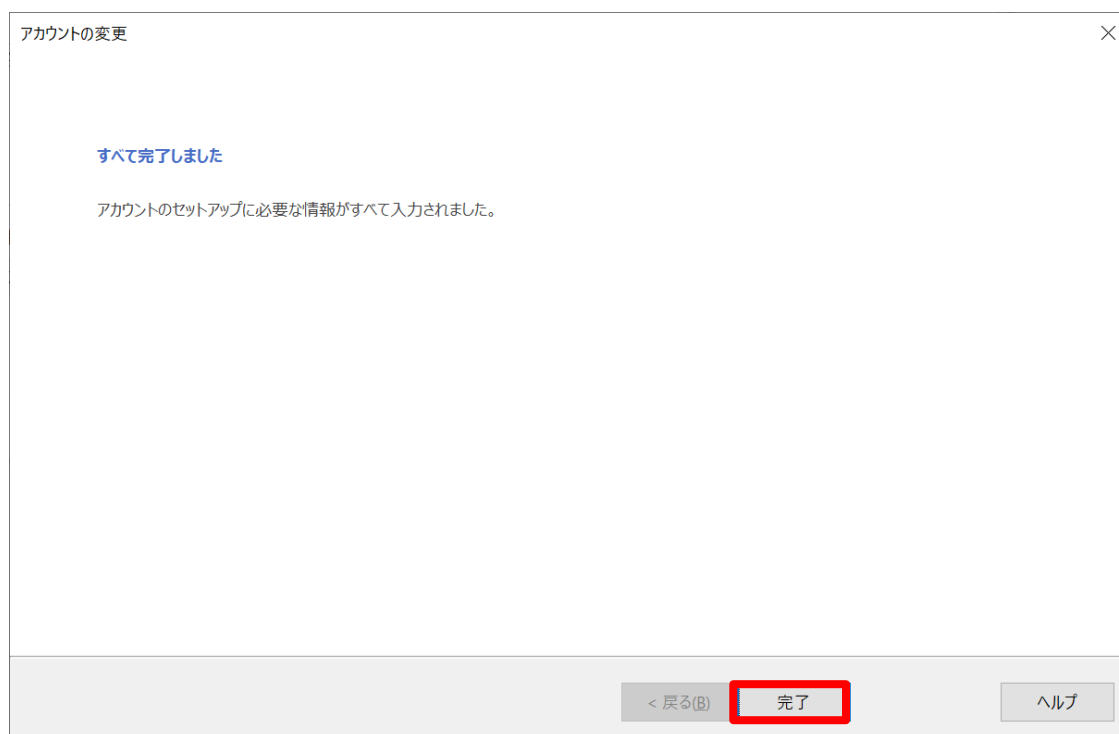 アカウントの変更
すべて完了しました
アカウントのセットアップに必要な情報がすべて入力されました。
< 戻る(B)
完了
ヘルプ